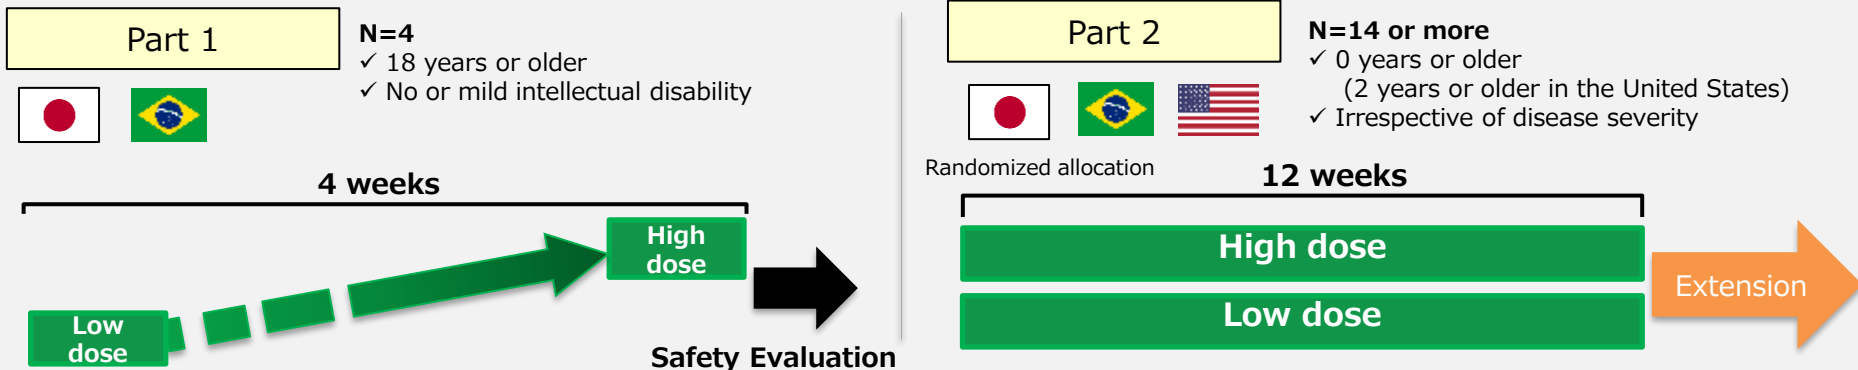 Part 1
N=4
✓ 18 years or older
✓ No or mild intellectual disability
4 weeks
Low
dose
High
dose
Safety Evaluation
Part 2
N=14 or more
✓ 0 years or older
(2 years or older in the United States)
✓ Irrespective of disease severity
Randomized allocation
12 weeks
High dose
Low dose
Extension